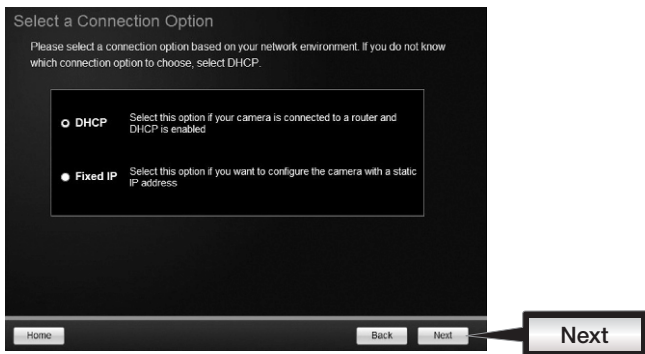 Select a Connection Option
Please select a connection option based on your network environment. If you do not know
which connection option to choose, select DHCP.
DHCP
Select this option if your camera is connected to a router and
DHCP is enabled
Fixed IP
Select this option if you want to configure the camera with a static
IP address
Home
Back
Next
Next